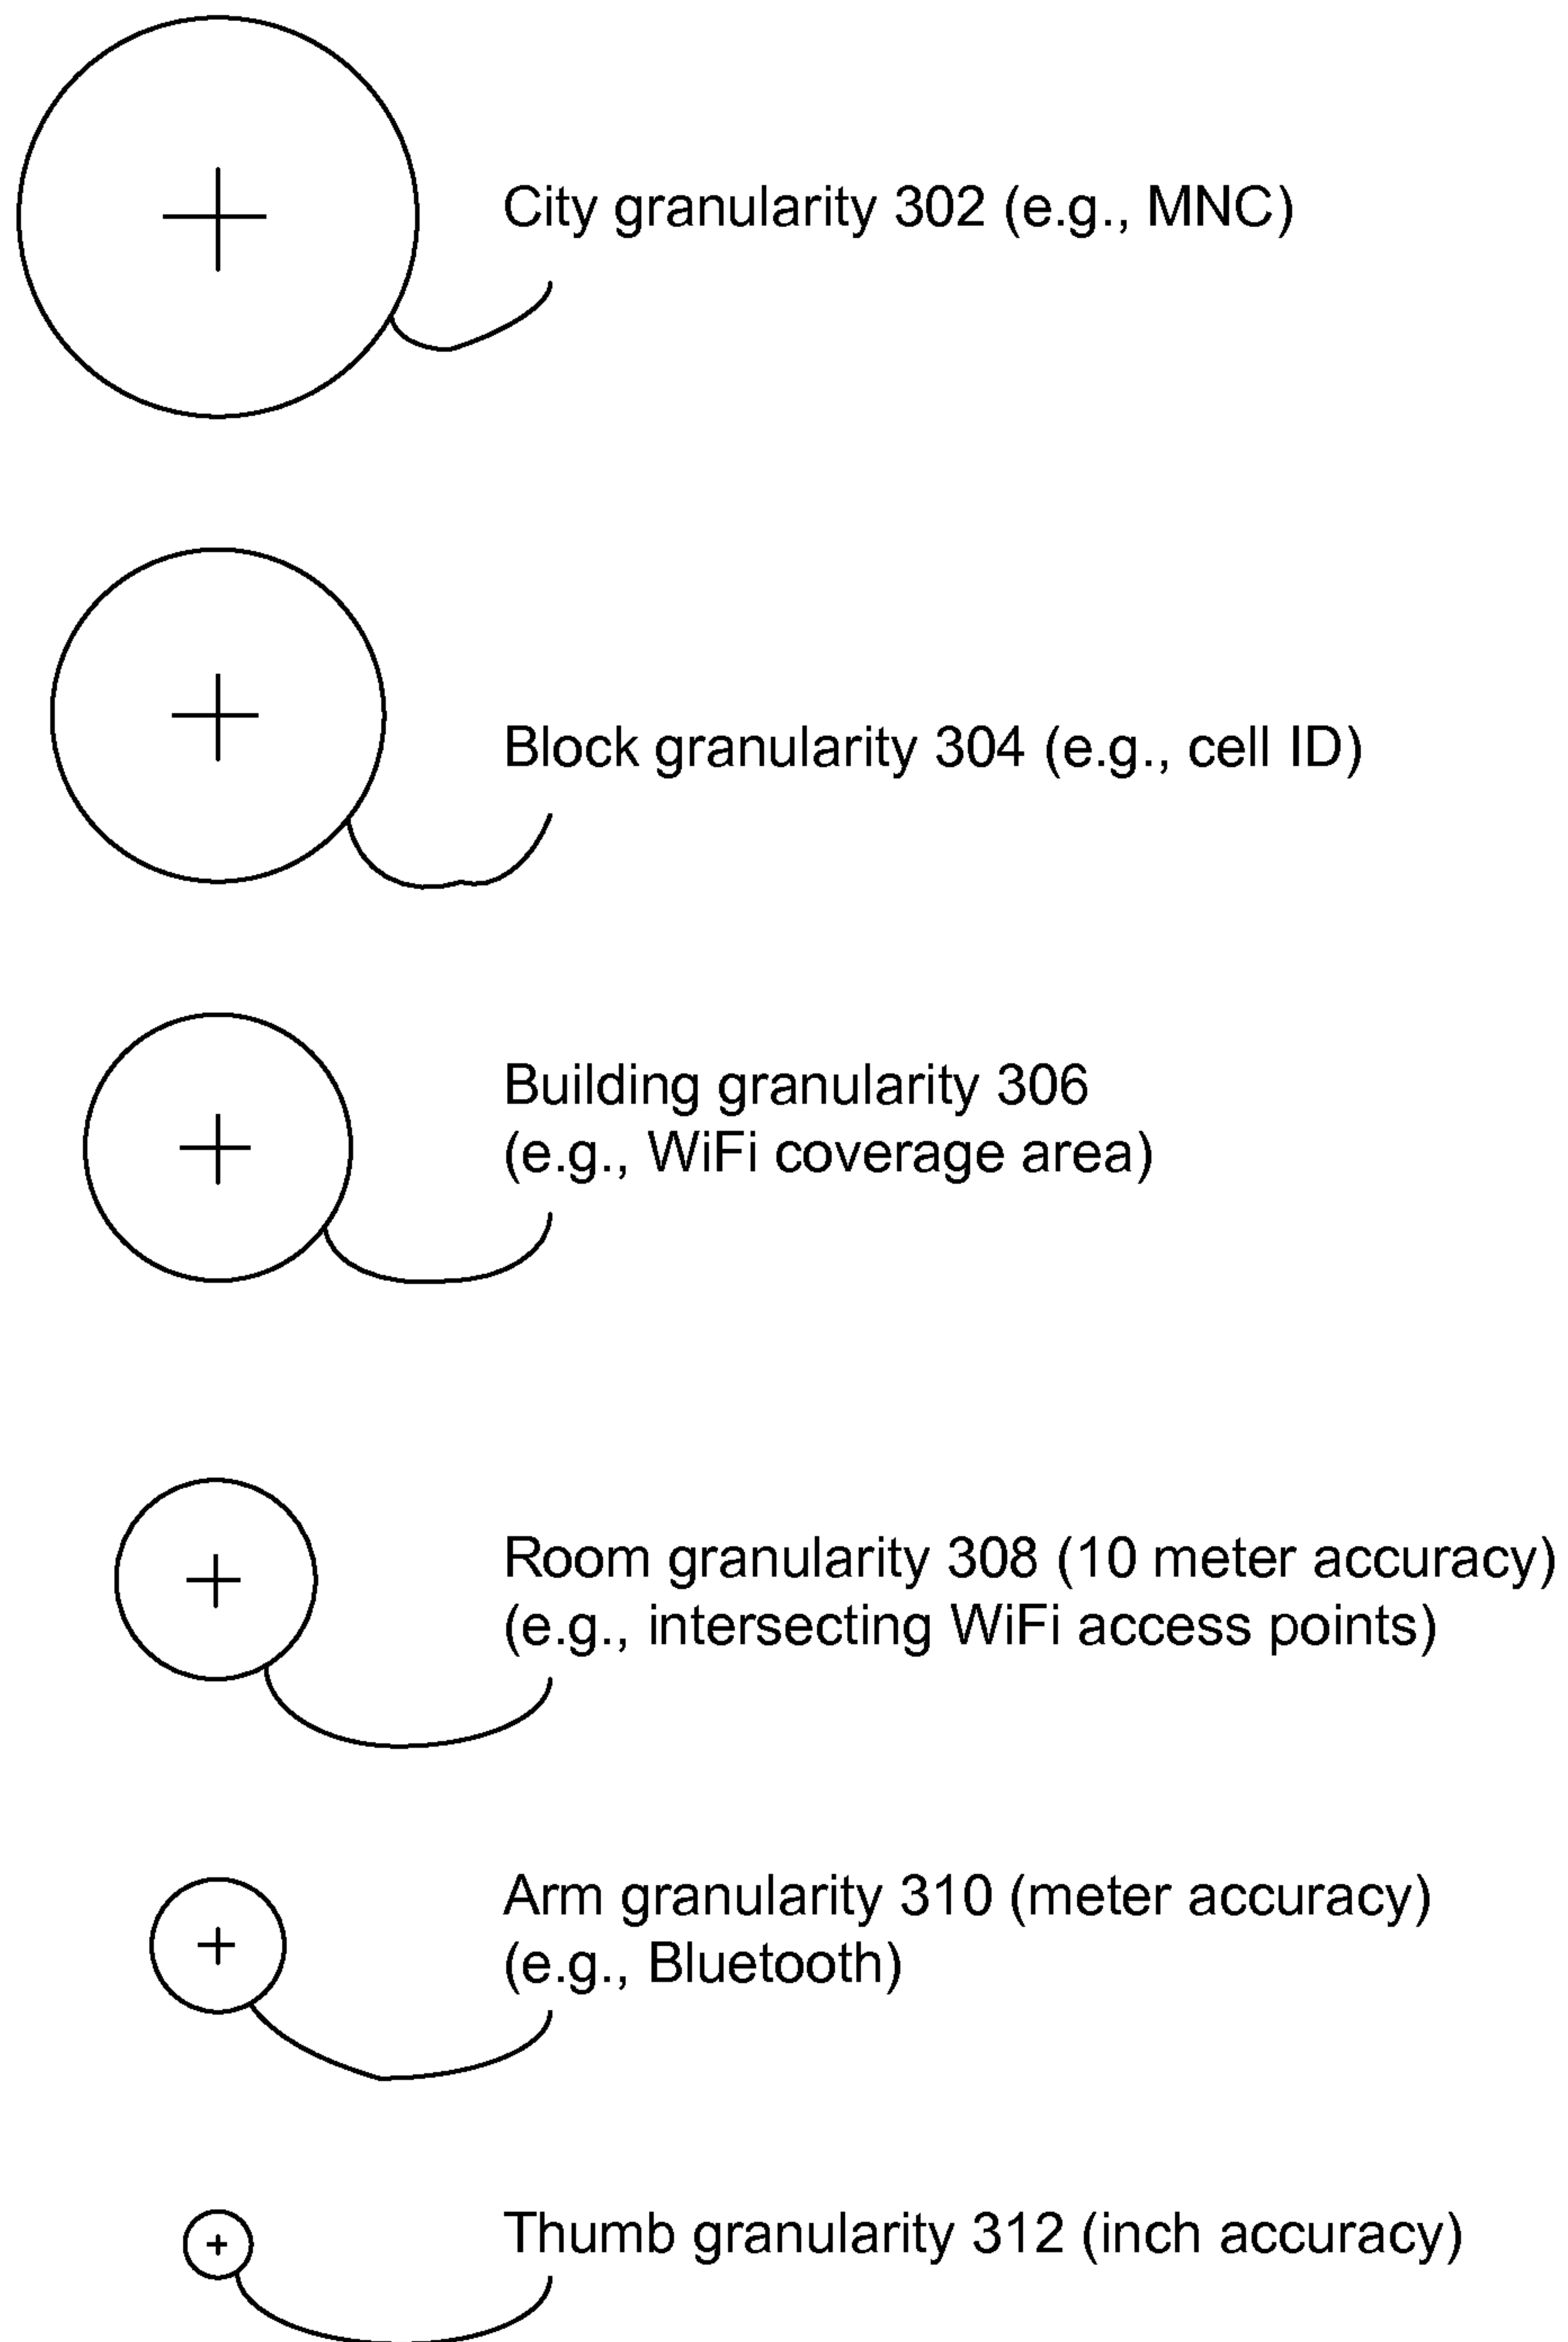 City granularity 302 (e.g., MNC)
Block granularity 304 (e.g., cell ID)
Building granularity 306
(e.g., WiFi coverage area)
Room granularity 308 (10 meter accuracy)
(e.g., intersecting WiFi access points)
Arm granularity 310 (meter accuracy)
(e.g., Bluetooth)
Thumb granularity 312 (inch accuracy)